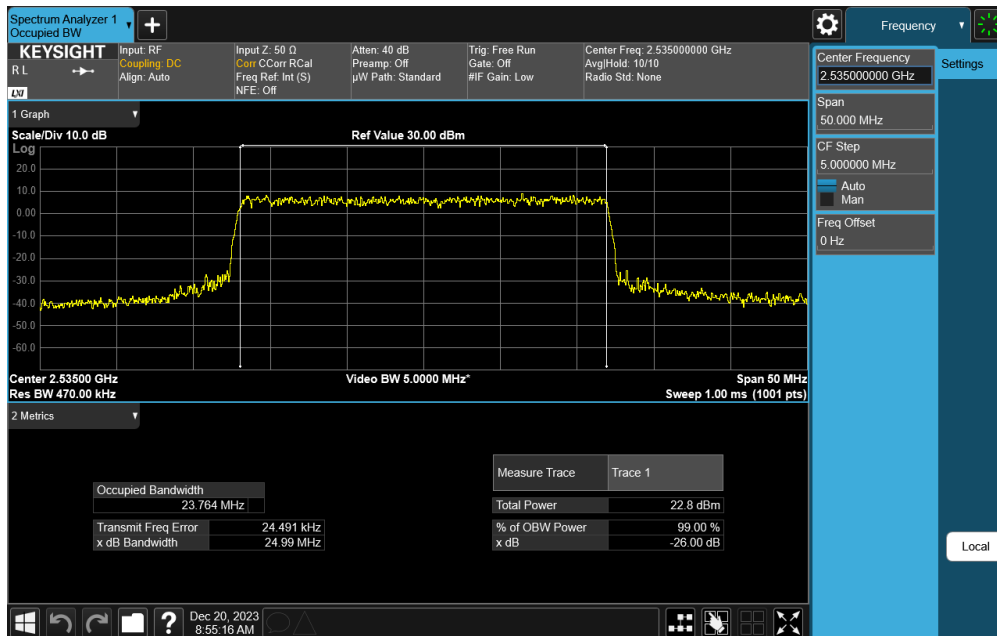 Spectrum Analyzer 1
Occupied BW
+
Frequency
KEYSIGHT
R L
LXI
Input: RF
Coupling: DC
Align: Auto
Input Z: 50 Ω
Corr CCorr RCal
Freq Ref: Int (S)
NFE: Off
Atten: 40 dB
Preamp: Off
µW Path: Standard
Trig: Free Run
Gate: Off
#IF Gain: Low
Center Freq: 2.535000000 GHz
Avg|Hold: 10/10
Radio Std: None
Center Frequency
2.535000000 GHz
Settings
Span
50.000 MHz
CF Step
5.000000 MHz
Auto
Man
Freq Offset
0 Hz
Local
1 Graph
Scale/Div 10.0 dB
Ref Value 30.00 dBm
Log
20.0
10.0
0.00
-10.0
-20.0
-30.0
-40.0
-50.0
-60.0
Center 2.53500 GHz
Video BW 5.0000 MHz*
Span 50 MHz
Res BW 470.00 kHz
Sweep 1.00 ms (1001 pts)
2 Metrics
Occupied Bandwidth
23.764 MHz
Transmit Freq Error 24.491 kHz
x dB Bandwidth 24.99 MHz
Measure Trace Trace 1
Total Power 22.8 dBm
% of OBW Power 99.00 %
x dB -26.00 dB
?
Dec 20, 2023
8:55:16 AM